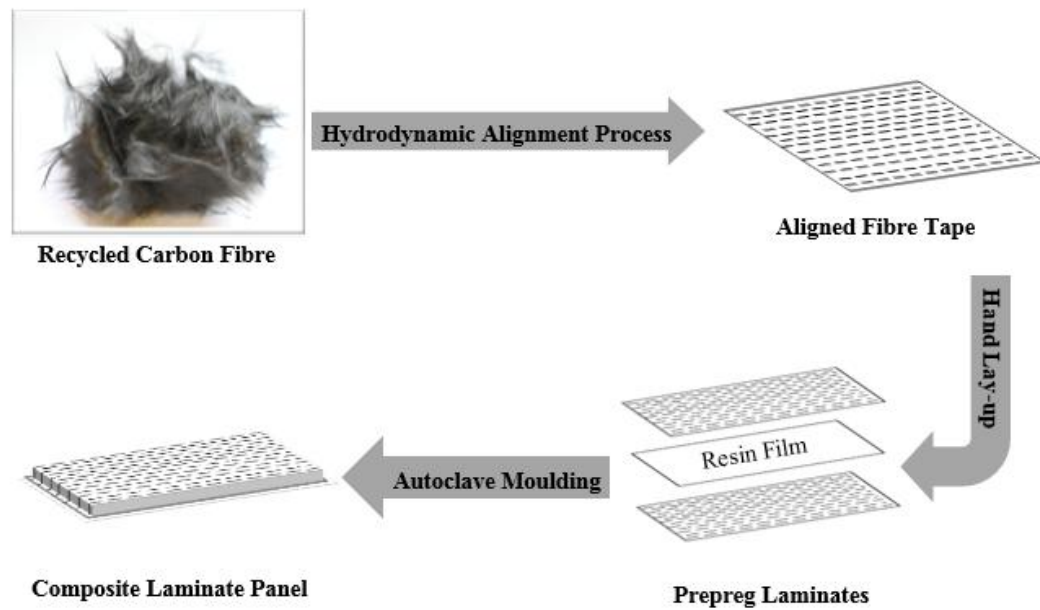 Hydrodynamic Alignment Process
Recycled Carbon Fibre
Aligned Fibre Tape
Hand Lay-up
Resin Film
Autoclave Moulding
Composite Laminate Panel
Prepreg Laminates